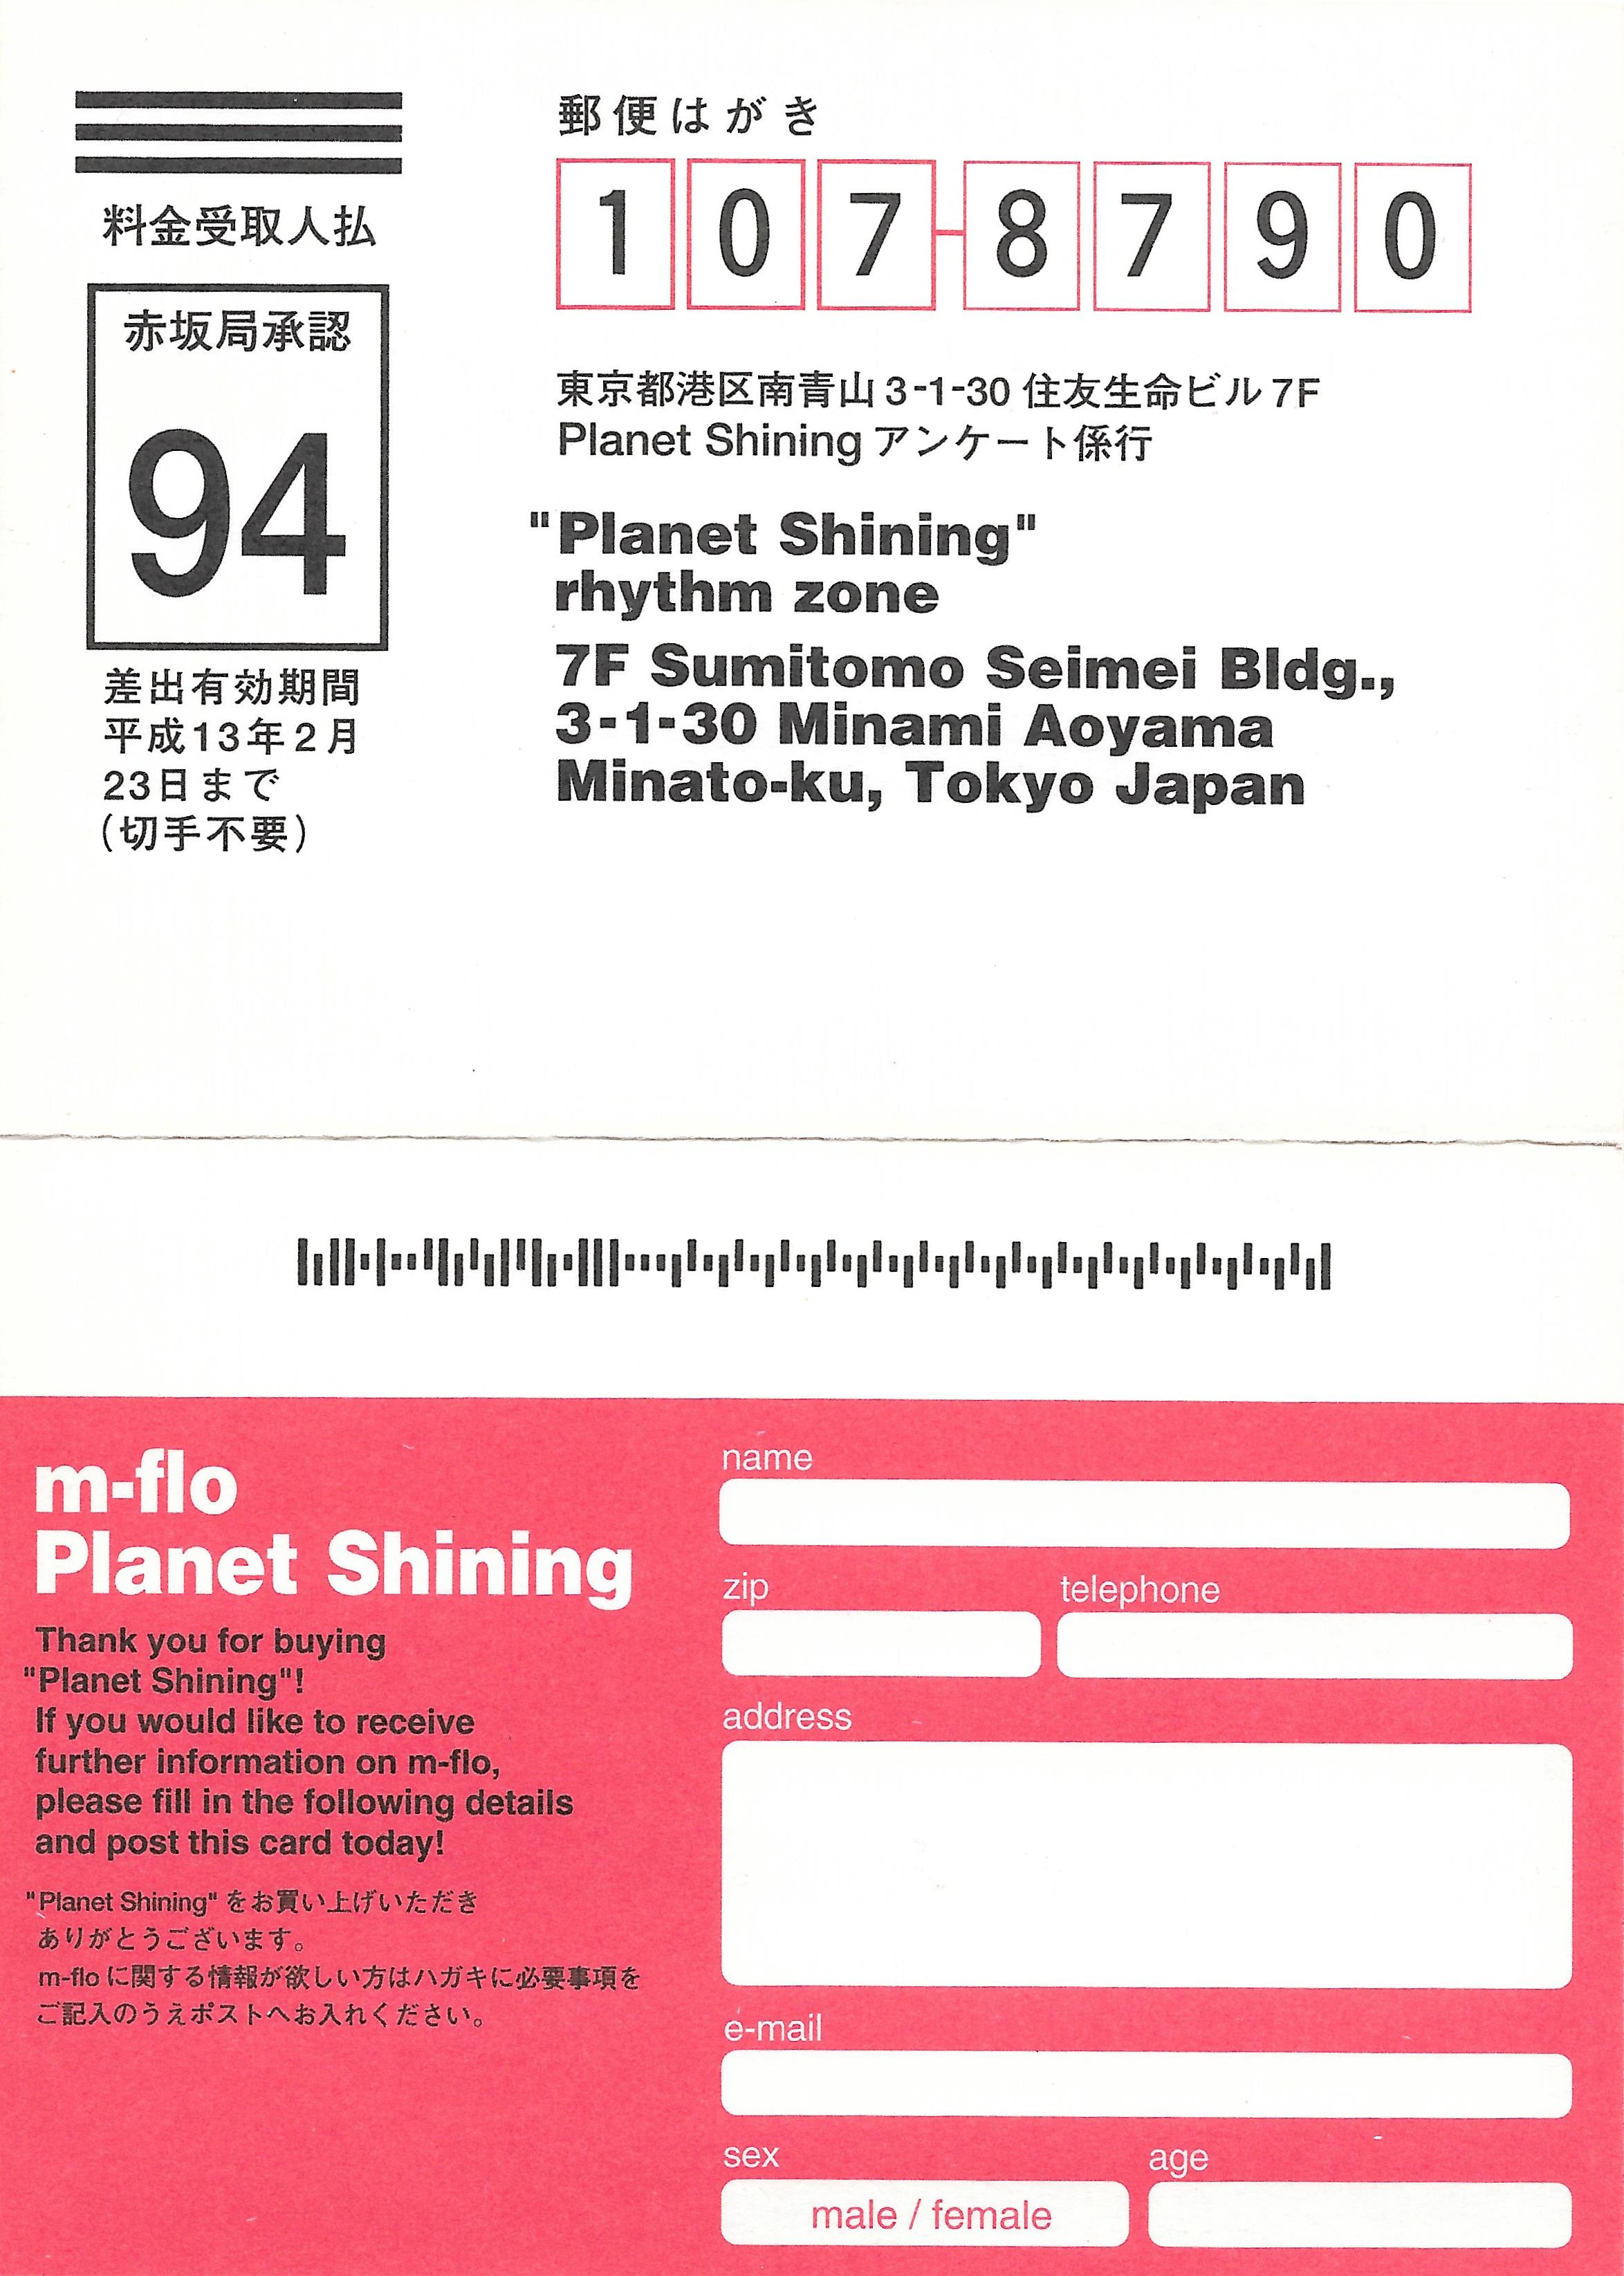 郵便はがき
107-8790
料金受取人払
赤坂局承認
94
差出有効期間
平成13年2月
23日まで
(切手不要)
東京都港区南青山3-1-30 住友生命ビル7F
Planet Shining アンケート係行
"Planet Shining"
rhythm zone
7F Sumitomo Seimei Bldg.,
3-1-30 Minami Aoyama
Minato-ku, Tokyo Japan
m-flo
Planet Shining
Thank you for buying
"Planet Shining"!
If you would like to receive
further information on m-flo,
please fill in the following details
and post this card today!
"Planet Shining" をお買い上げいただき
ありがとうございます。
m-flo に関する情報が欲しい方はハガキに必要事項を
ご記入のうえポストへお入れください。
name
zip
telephone
address
e-mail
sex
age
male / female